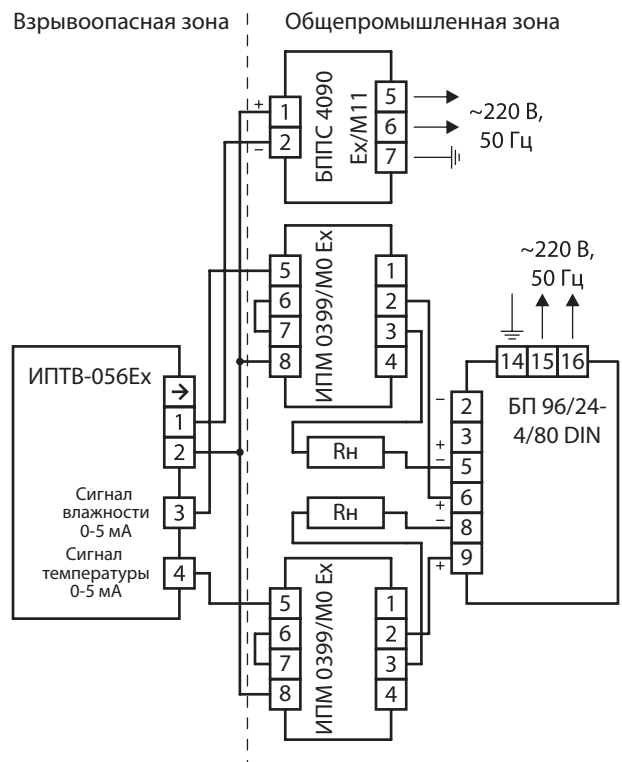 Взрывоопасная зона
Общепромышленная зона
+
1
2
–
БППС 4090
Ex/M11
5
6
7
~220 В,
50 Гц
5
6
7
8
ИПМ 0399/М0 Ex
1
2
3
4
~220 В,
50 Гц
14 15 16
БП 96/24-
4/80 DIN
–
2
3
+
–
5
6
+
–
8
9
+
Rн
Rн
ИПТВ-056Ex
→
1
2
3
4
Сигнал
влажности
0-5 мА
Сигнал
температуры
0-5 мА
5
6
7
8
ИПМ 0399/М0 Ex
1
2
3
4